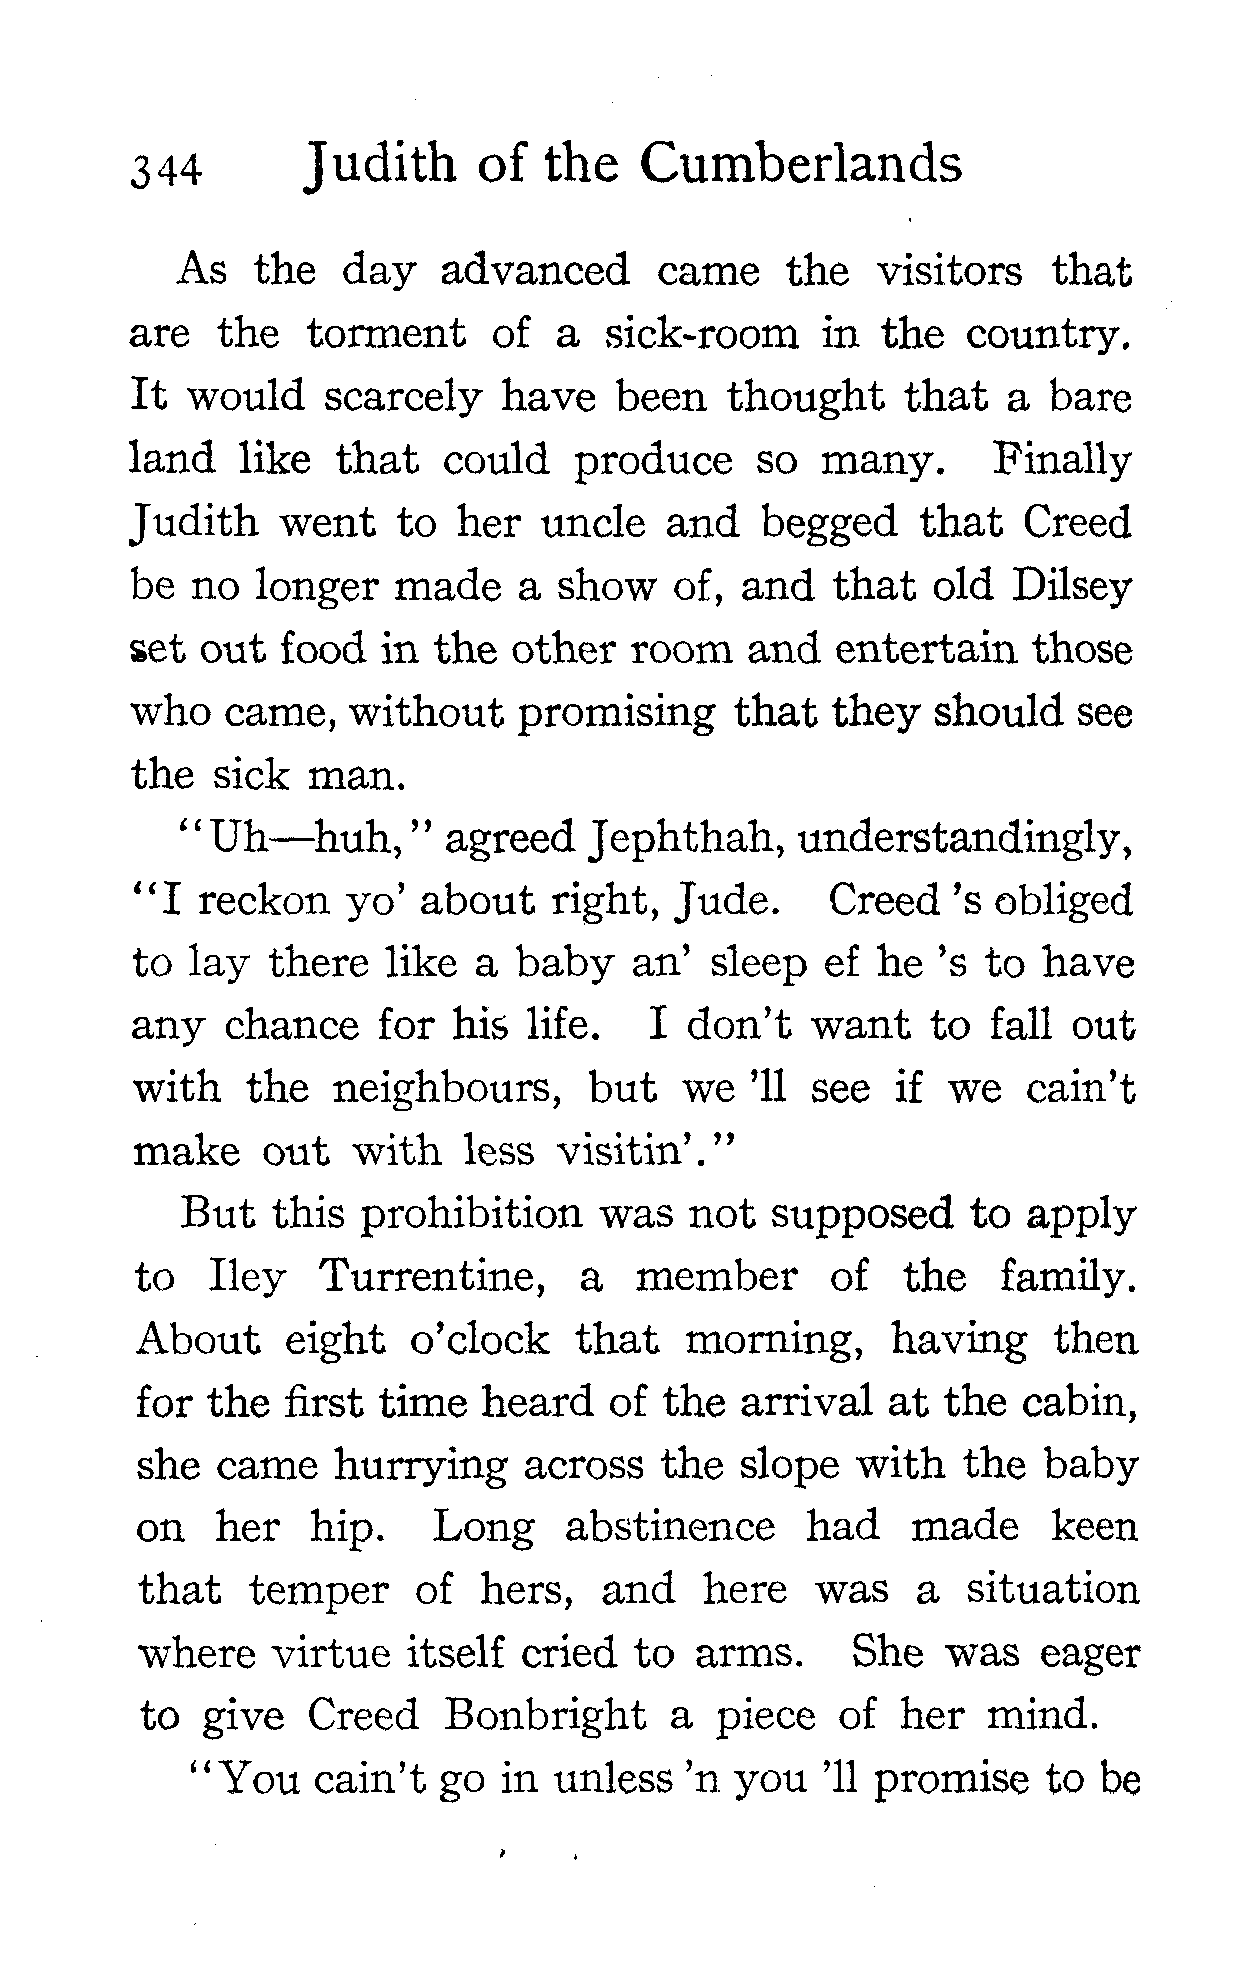 344 Judith of the Cumberlands
As the day advanced came the visitors that
are the torment of a sick-room in the country.
It would scarcely have been thought that a bare
land like that could produce so many. Finally
Judith went to her uncle and begged that Creed
be no longer made a show of, and that old Dilsey
set out food in the other room and entertain those
who came, without promising that they should see
the sick man.
"Uh—huh," agreed Jephthah, understandingly,
"I reckon yo' about right, Jude. Creed 's obliged
to lay there like a baby an' sleep ef he 's to have
any chance for his life. I don't want to fall out
with the neighbours, but we 'll see if we cain't
make out with less visitin'."
But this prohibition was not supposed to apply
to Iley Turrentine, a member of the family.
About eight o'clock that morning, having then
for the first time heard of the arrival at the cabin,
she came hurrying across the slope with the baby
on her hip. Long abstinence had made keen
that temper of hers, and here was a situation
where virtue itself cried to arms. She was eager
to give Creed Bonbright a piece of her mind.
"You cain't go in unless 'n you 'll promise to be